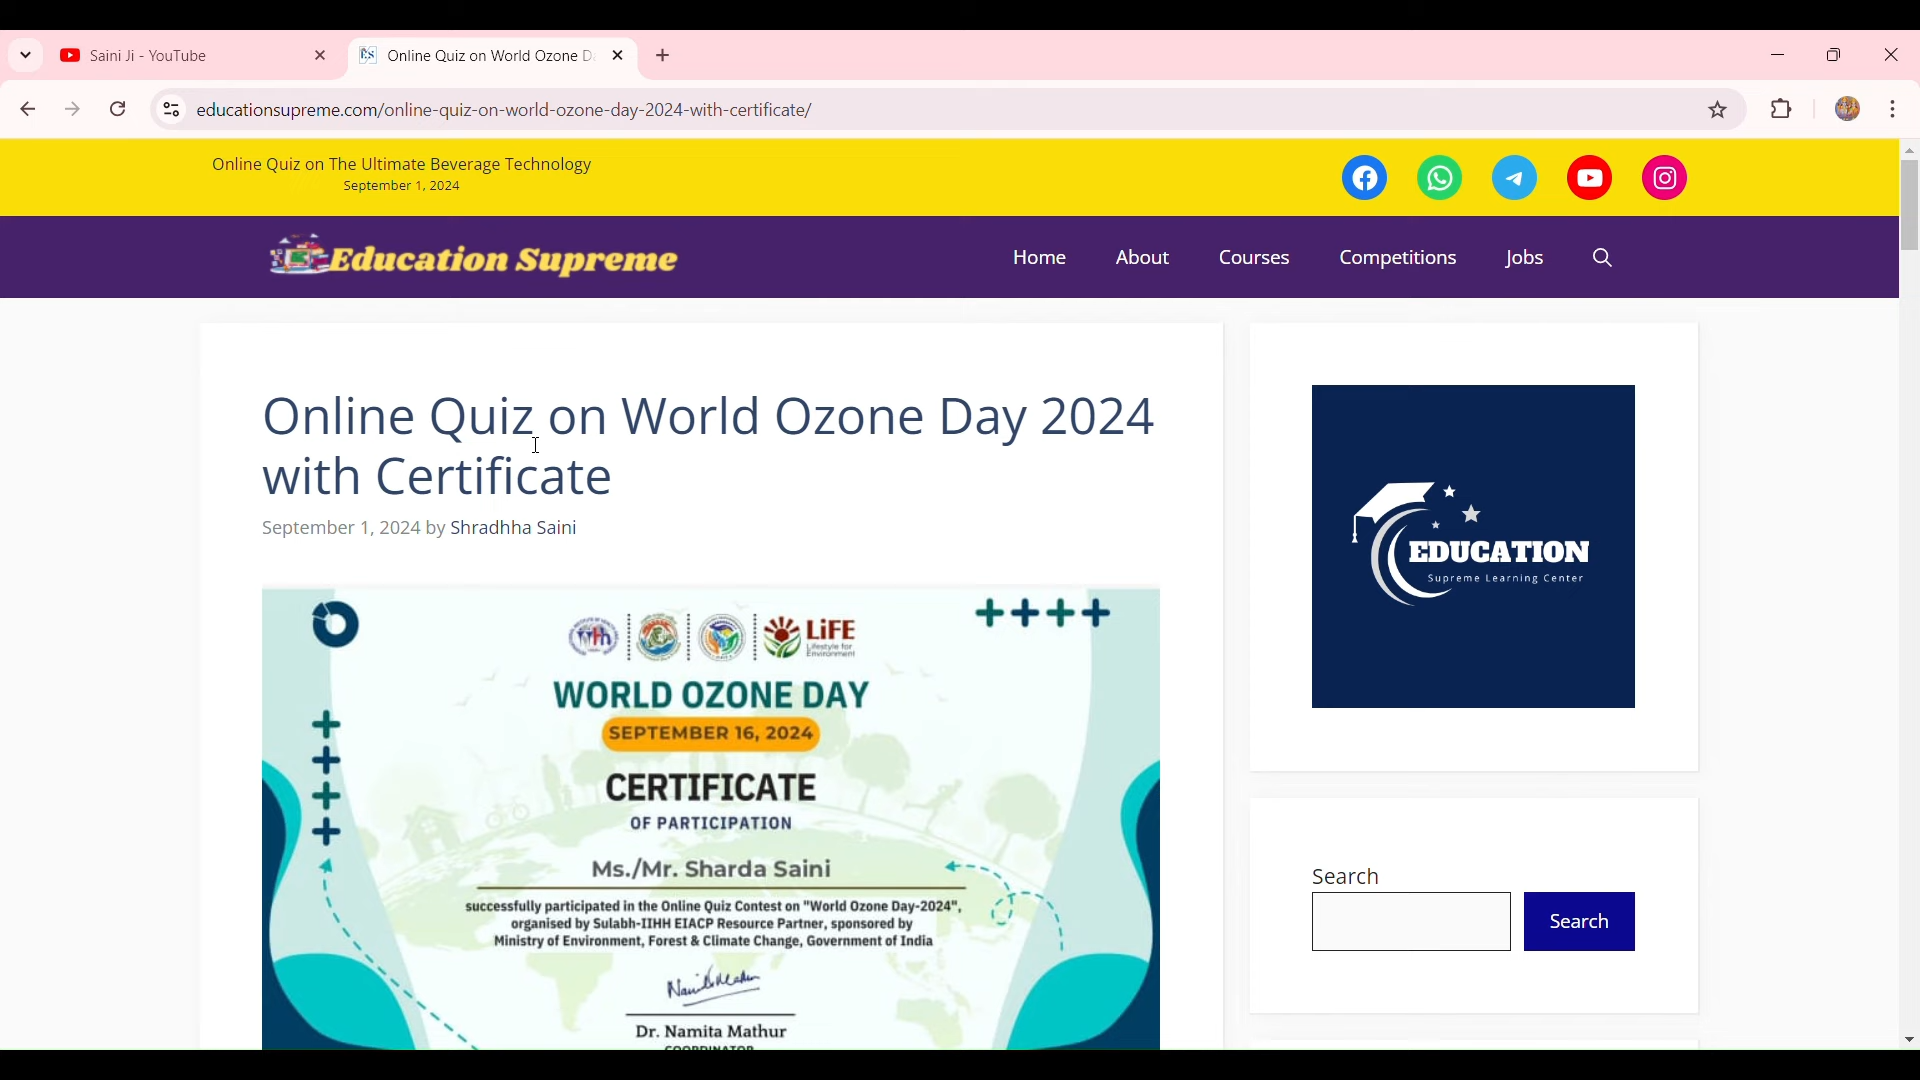 Saini Ji - YouTube
Online Quiz on World Ozone Da
educationsupreme.com/online-quiz-on-world-ozone-day-2024-with-certificate/
Online Quiz on The Ultimate Beverage Technology
September 1, 2024
Education Supreme
Home
About
Courses
Competitions
Jobs
Online Quiz on World Ozone Day 2024
with Certificate
September 1, 2024 by Shradhha Saini
LiFE
Lifestyle for
Environment
WORLD OZONE DAY
SEPTEMBER 16, 2024
CERTIFICATE
OF PARTICIPATION
Ms./Mr. Sharda Saini
successfully participated in the Online Quiz Contest on "World Ozone Day-2024",
organised by Sulabh-IIHH EIACP Resource Partner, sponsored by
Ministry of Environment, Forest & Climate Change, Government of India
Dr. Namita Mathur
COORDINATOR
EDUCATION
Supreme Learning Center
Search
Search